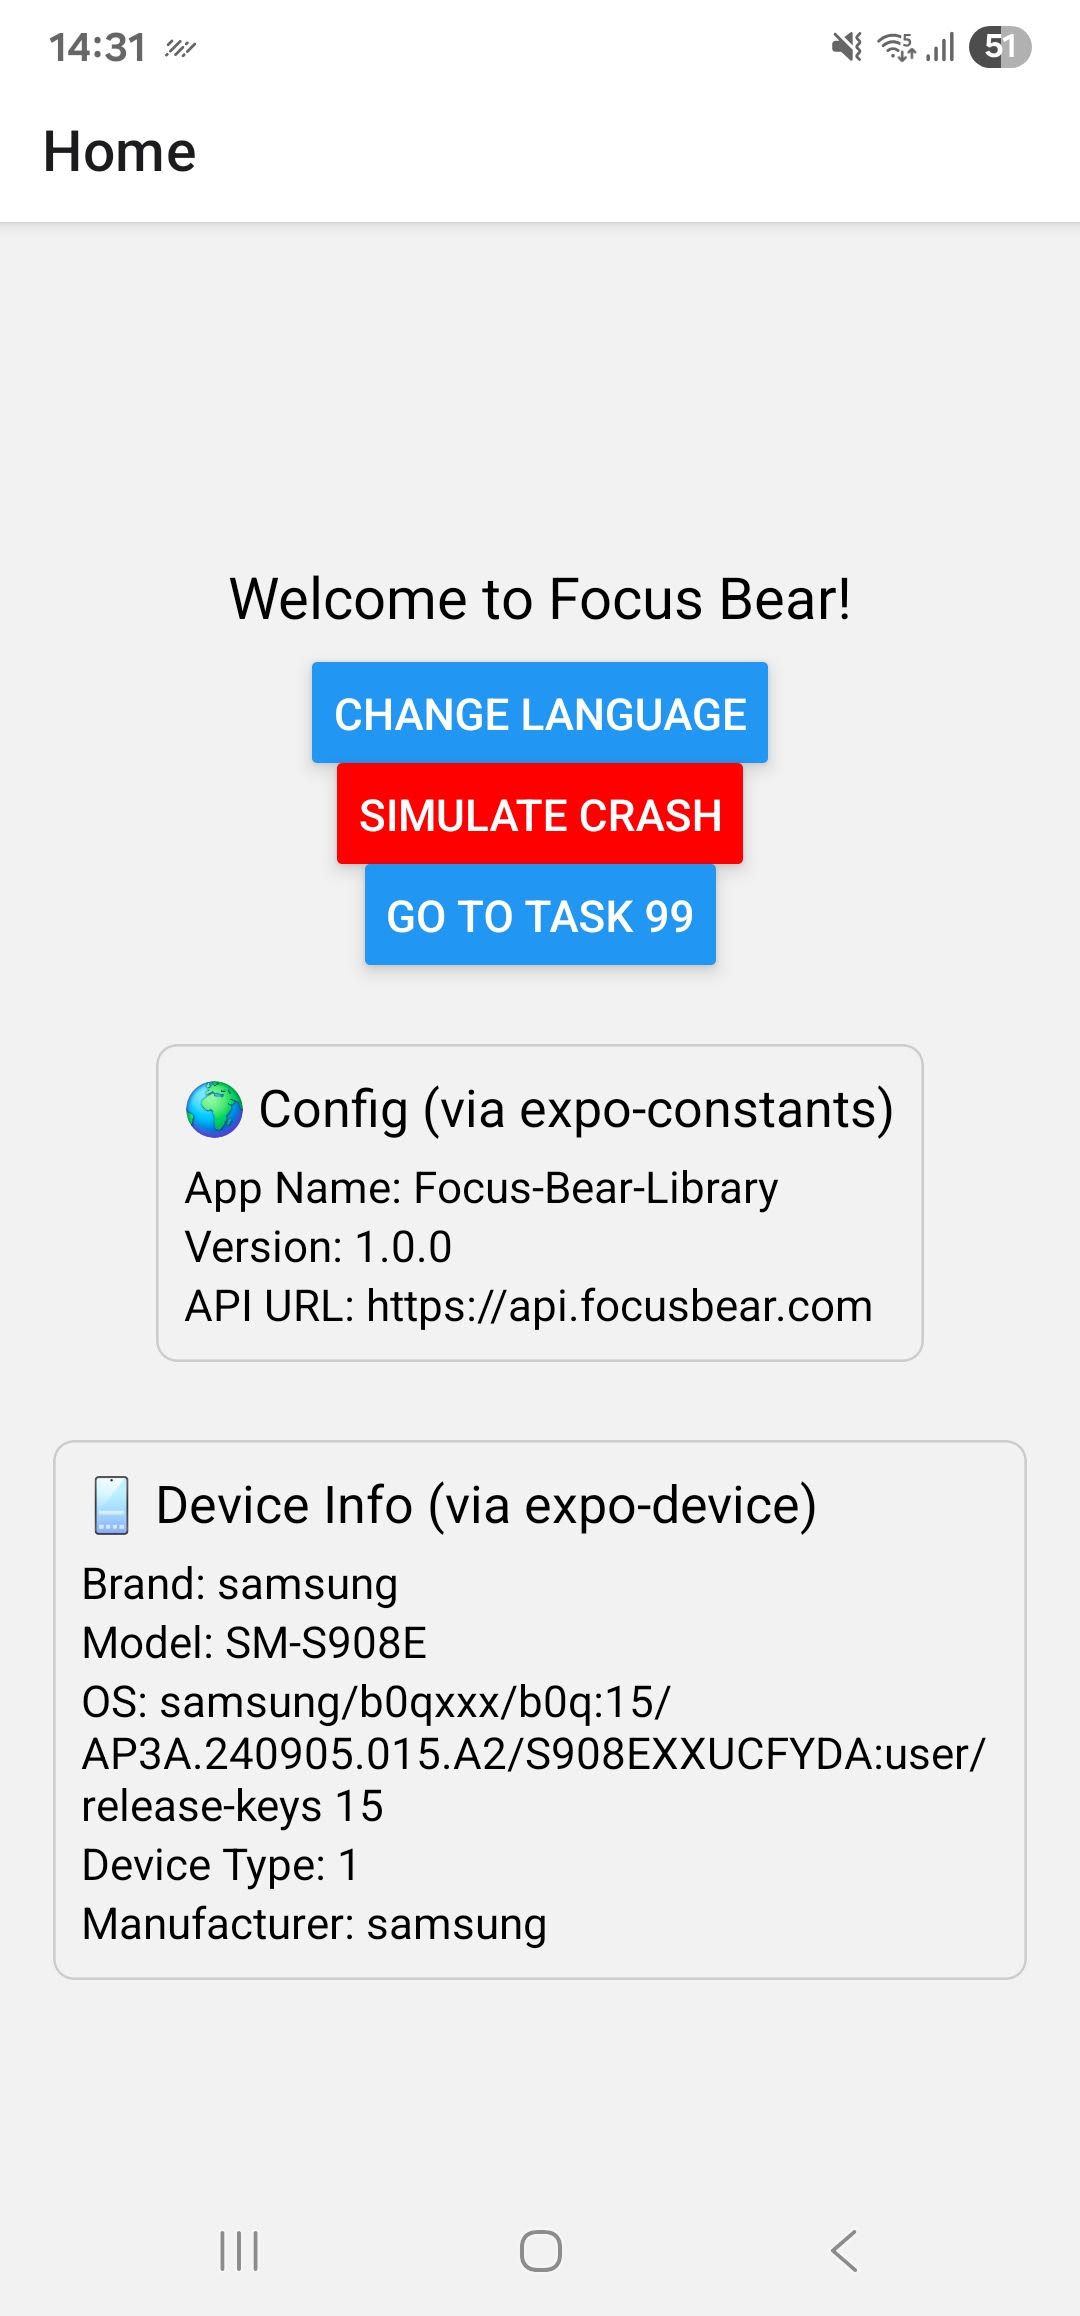 14:31
51
Home
Welcome to Focus Bear!
CHANGE LANGUAGE
SIMULATE CRASH
GO TO TASK 99
🌍 Config (via expo-constants)
App Name: Focus-Bear-Library
Version: 1.0.0
API URL: https://api.focusbear.com
📱 Device Info (via expo-device)
Brand: samsung
Model: SM-S908E
OS: samsung/b0qxxx/b0q:15/
AP3A.240905.015.A2/S908EXXUCFYDA:user/
release-keys 15
Device Type: 1
Manufacturer: samsung